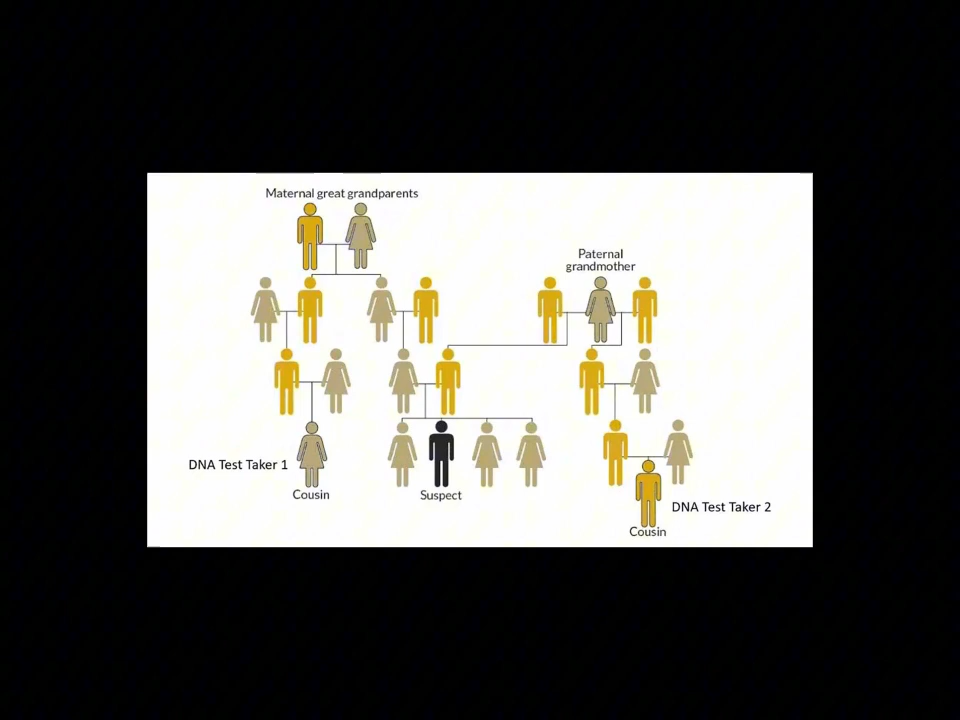 Maternal great grandparents
Paternal
grandmother
DNA Test Taker 1
Cousin
Suspect
DNA Test Taker 2
Cousin